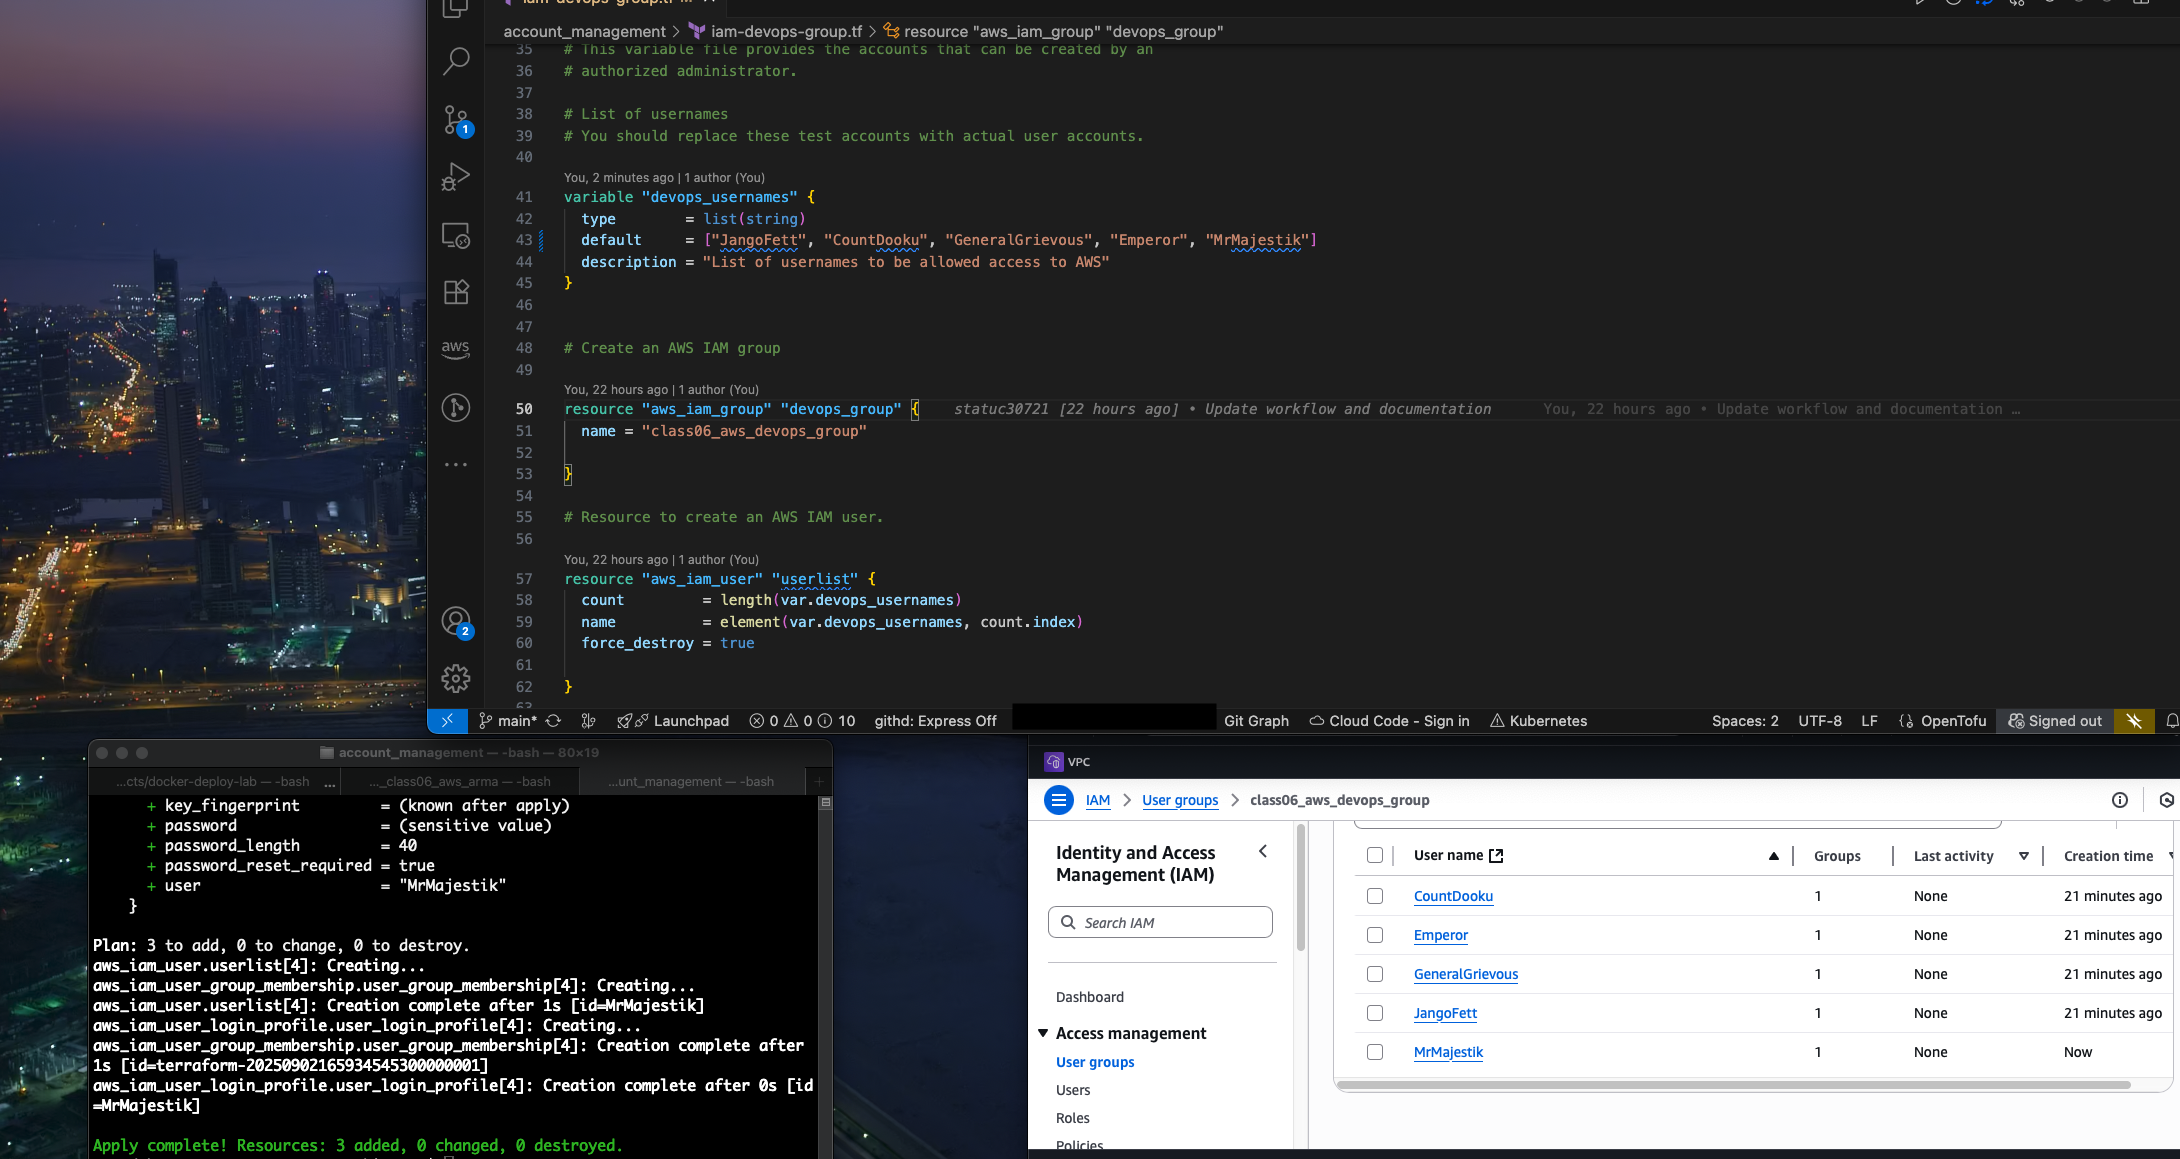 iam-devops-group.tf
account_management > iam-devops-group.tf > resource "aws_iam_group" "devops_group"
35 # This variable file provides the accounts that can be created by an
36 # authorized administrator.
37
38 # List of usernames
39 # You should replace these test accounts with actual user accounts.
40
You, 2 minutes ago | 1 author (You)
41 variable "devops_usernames" {
42 type = list(string)
43 default = ["JangoFett", "CountDooku", "GeneralGrievous", "Emperor", "MrMajestik"]
44 description = "List of usernames to be allowed access to AWS"
45 }
46
47
48 # Create an AWS IAM group
49
You, 22 hours ago | 1 author (You)
50 resource "aws_iam_group" "devops_group" { statuc30721 [22 hours ago] • Update workflow and documentation You, 22 hours ago • Update workflow and documentation …
51 name = "class06_aws_devops_group"
52
53 }
54
55 # Resource to create an AWS IAM user.
56
You, 22 hours ago | 1 author (You)
57 resource "aws_iam_user" "userlist" {
58 count = length(var.devops_usernames)
59 name = element(var.devops_usernames, count.index)
60 force_destroy = true
61
62 }
63
1
aws
2
main* Launchpad 0 0 10 githd: Express Off Git Graph Cloud Code - Sign in Kubernetes Spaces: 2 UTF-8 LF OpenTofu Signed out
account_management — -bash — 80×19
...cts/docker-deploy-lab — -bash ... ..._class06_aws_arma — -bash ...unt_management — -bash +
+ key_fingerprint = (known after apply)
+ password = (sensitive value)
+ password_length = 40
+ password_reset_required = true
+ user = "MrMajestik"
}
Plan: 3 to add, 0 to change, 0 to destroy.
aws_iam_user.userlist[4]: Creating...
aws_iam_user_group_membership.user_group_membership[4]: Creating...
aws_iam_user.userlist[4]: Creation complete after 1s [id=MrMajestik]
aws_iam_user_login_profile.user_login_profile[4]: Creating...
aws_iam_user_group_membership.user_group_membership[4]: Creation complete after
1s [id=terraform-20250902165934545300000001]
aws_iam_user_login_profile.user_login_profile[4]: Creation complete after 0s [id
=MrMajestik]
Apply complete! Resources: 3 added, 0 changed, 0 destroyed.
VPC
IAM > User groups > class06_aws_devops_group
Identity and Access
Management (IAM)
Search IAM
Dashboard
Access management
User groups
Users
Roles
Policies
User name Groups Last activity Creation time
CountDooku 1 None 21 minutes ago
Emperor 1 None 21 minutes ago
GeneralGrievous 1 None 21 minutes ago
JangoFett 1 None 21 minutes ago
MrMajestik 1 None Now